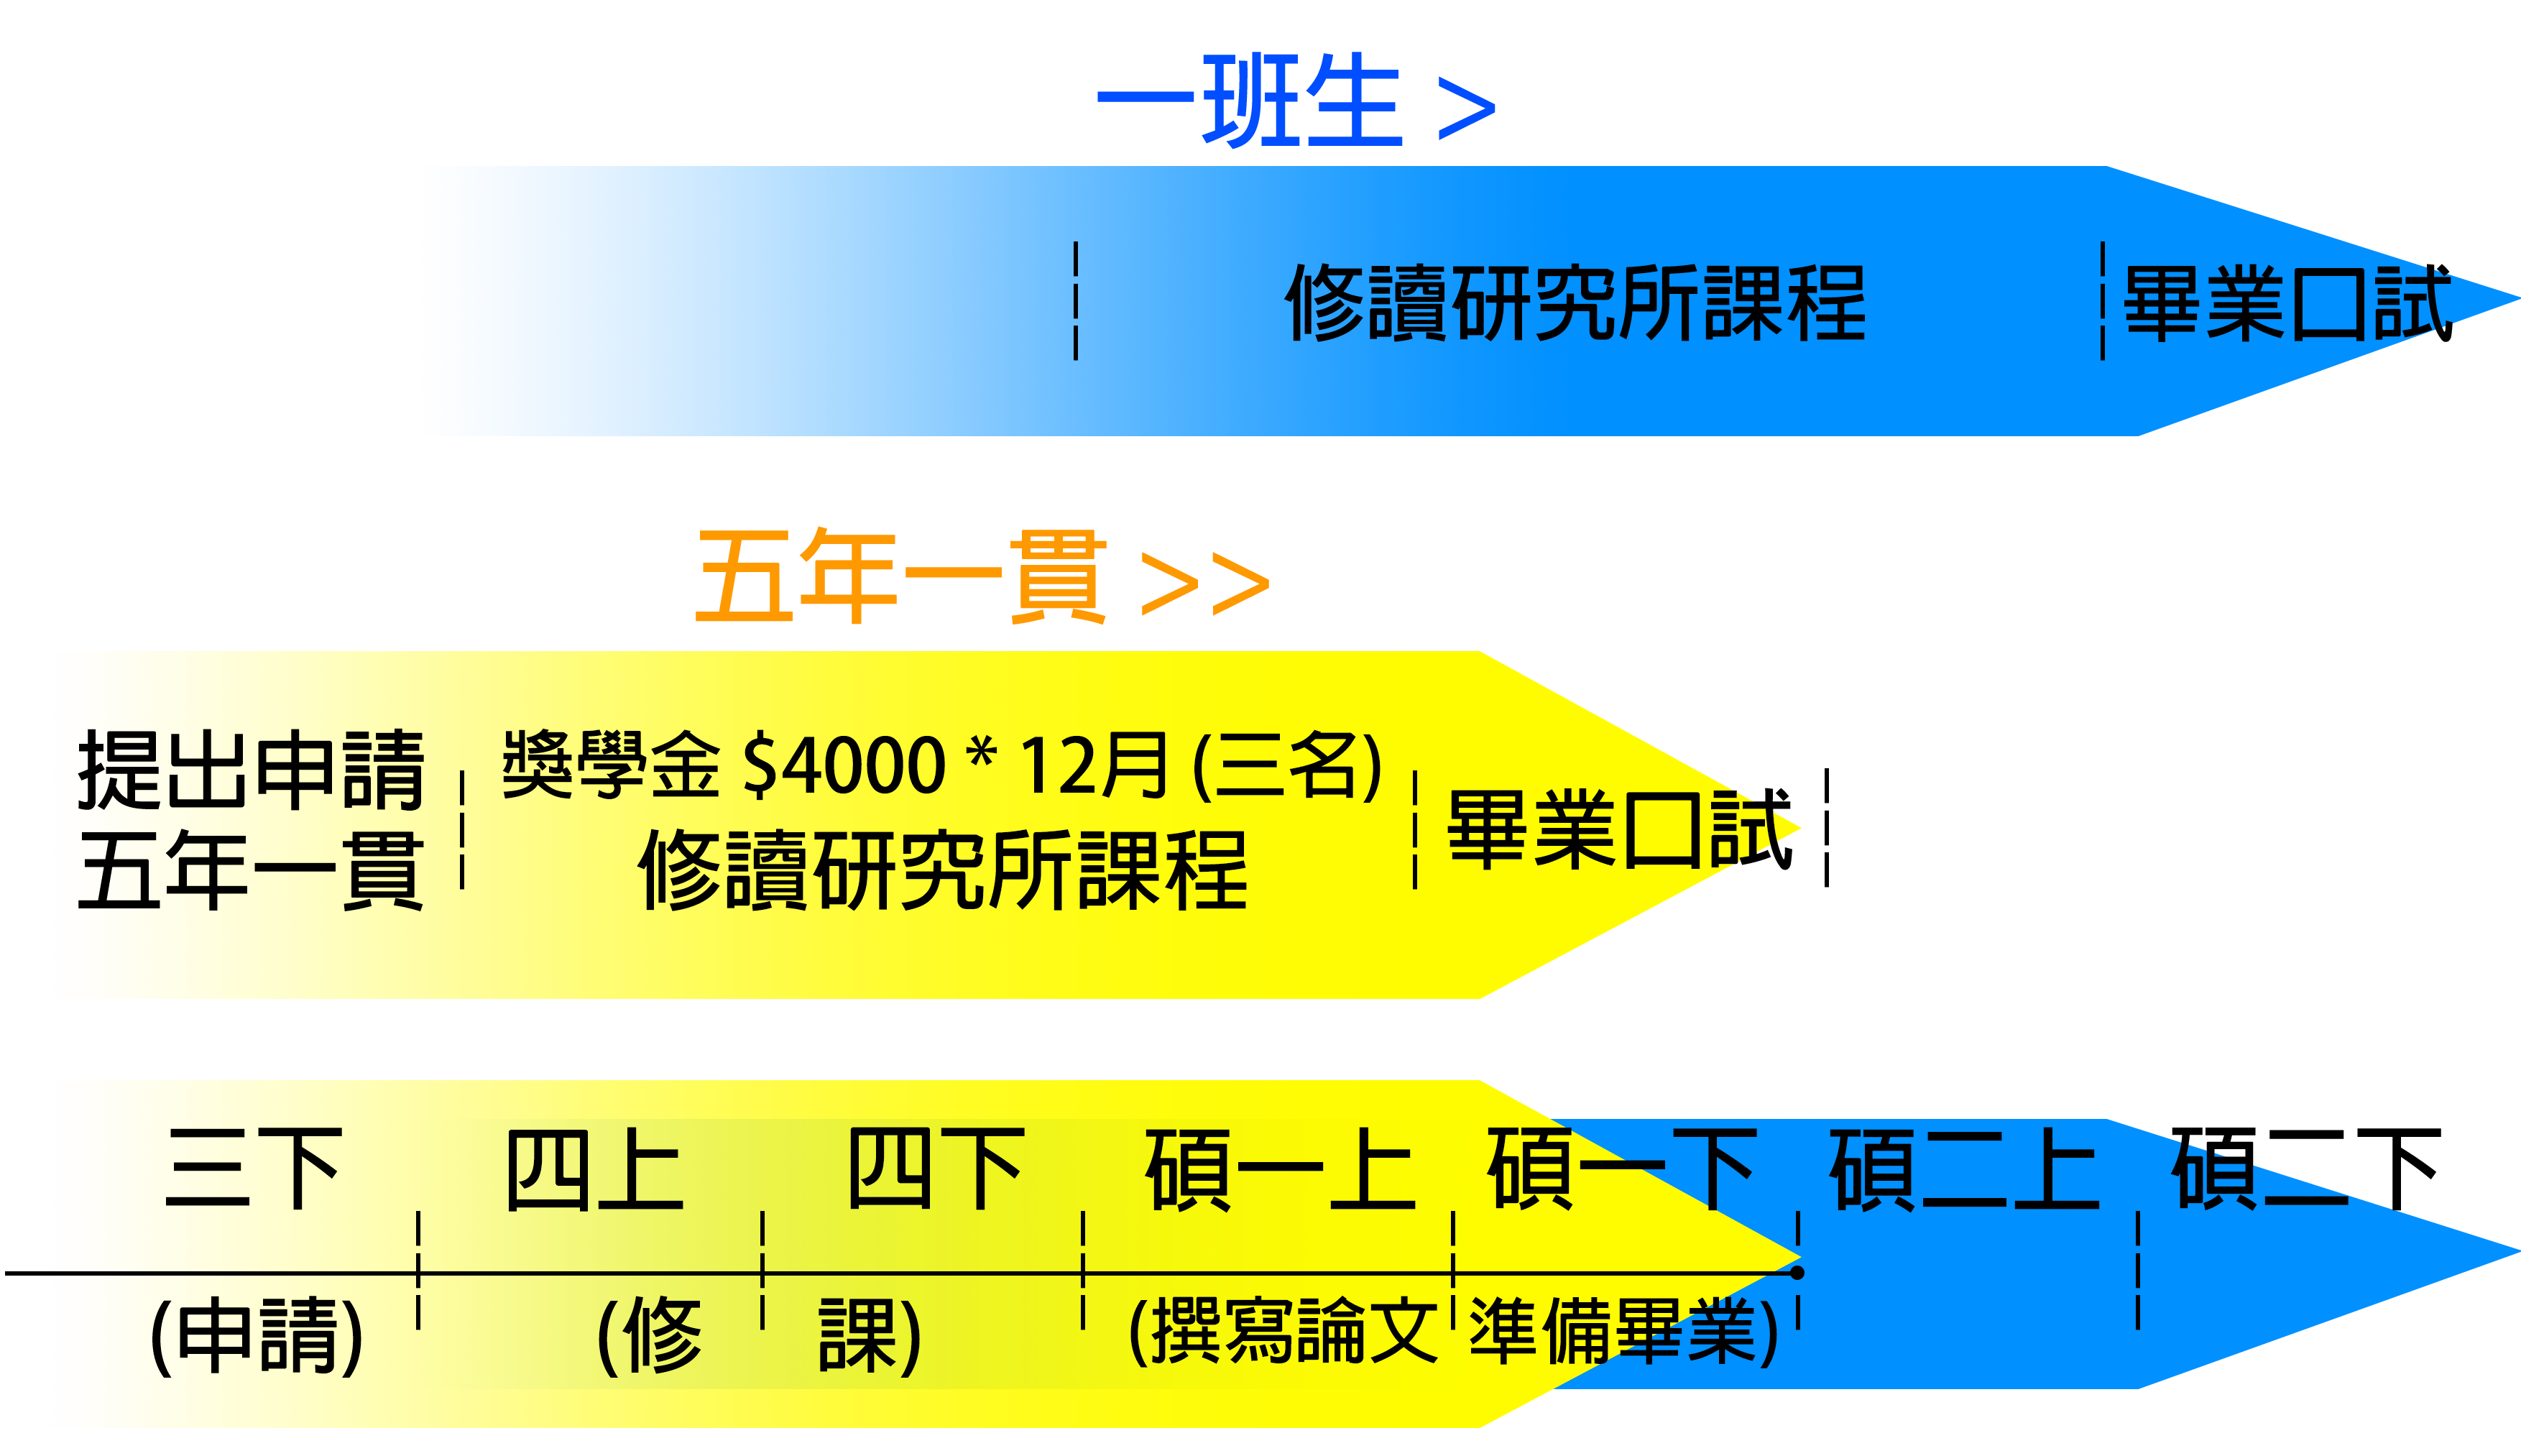 一班生 >
修讀研究所課程 畢業口試
五年一貫 >>
提出申請
五年一貫
獎學金 $4000 * 12月 (三名)
修讀研究所課程
畢業口試
三下 四上 四下 碩一上 碩一下 碩二上 碩二下
(申請) (修 課) (撰寫論文 準備畢業)